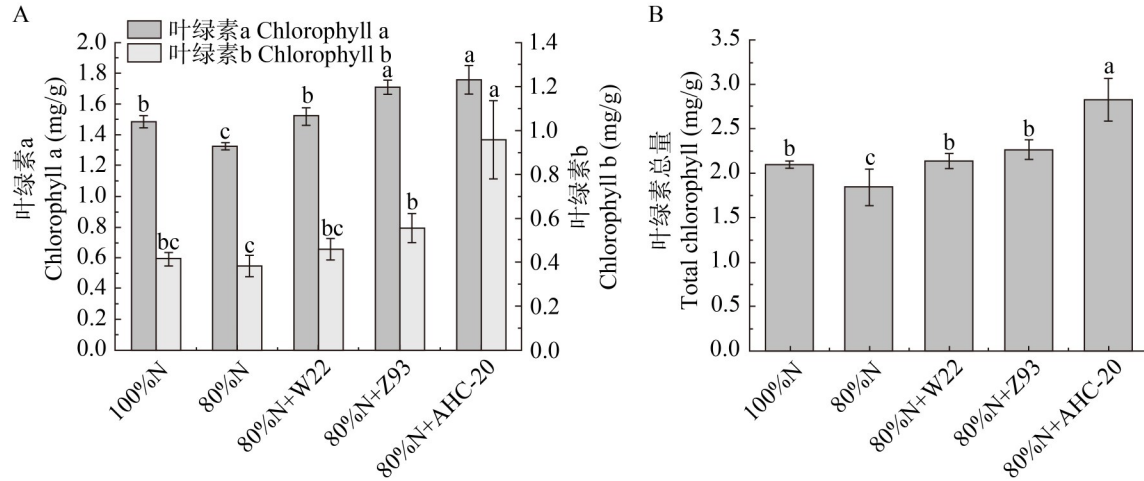 A
叶绿素a Chlorophyll a
叶绿素b Chlorophyll b
叶绿素a
Chlorophyll a (mg/g)
2.0
1.8
1.6
1.4
1.2
1.0
0.8
0.6
0.4
0.2
0.0
b
bc
c
c
b
bc
a
b
a
a
1.4
1.2
1.0
0.8
0.6
0.4
0.2
0.0
叶绿素b
Chlorophyll b (mg/g)
100%N
80%N
80%N+W22
80%N+Z93
80%N+AHC-20
B
叶绿素总量
Total chlorophyll (mg/g)
3.5
3.0
2.5
2.0
1.5
1.0
0.5
0.0
b
c
b
b
a
100%N
80%N
80%N+W22
80%N+Z93
80%N+AHC-20